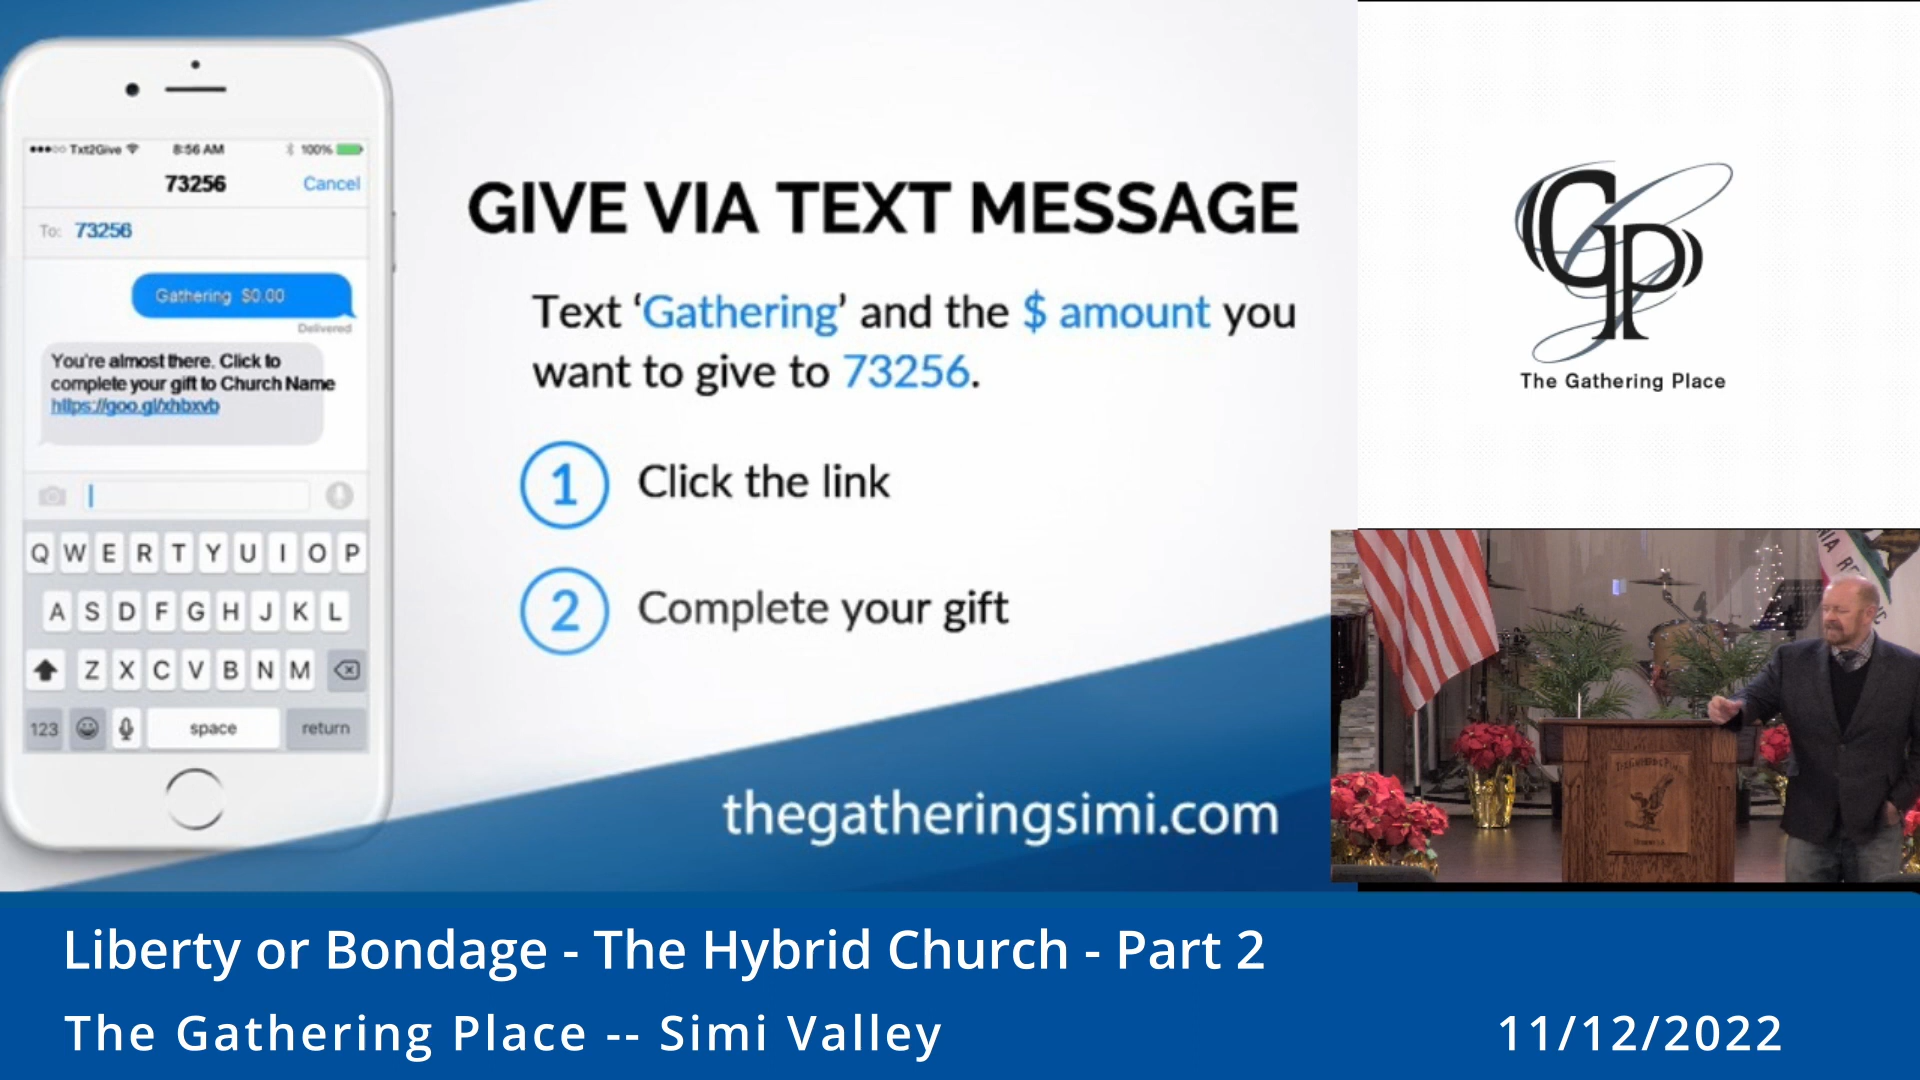 Txt2Give 8:56 AM 100%
73256 Cancel
To: 73256
Gathering $0.00
Delivered
You're almost there. Click to
complete your gift to Church Name
https://goo.gl/xhbxvb
Q W E R T Y U I O P
A S D F G H J K L
Z X C V B N M
123 space return
GIVE VIA TEXT MESSAGE
Text ‘Gathering’ and the $ amount you
want to give to 73256.
1 Click the link
2 Complete your gift
thegatheringsimi.com
GP
The Gathering Place
Liberty or Bondage - The Hybrid Church - Part 2
The Gathering Place -- Simi Valley 11/12/2022